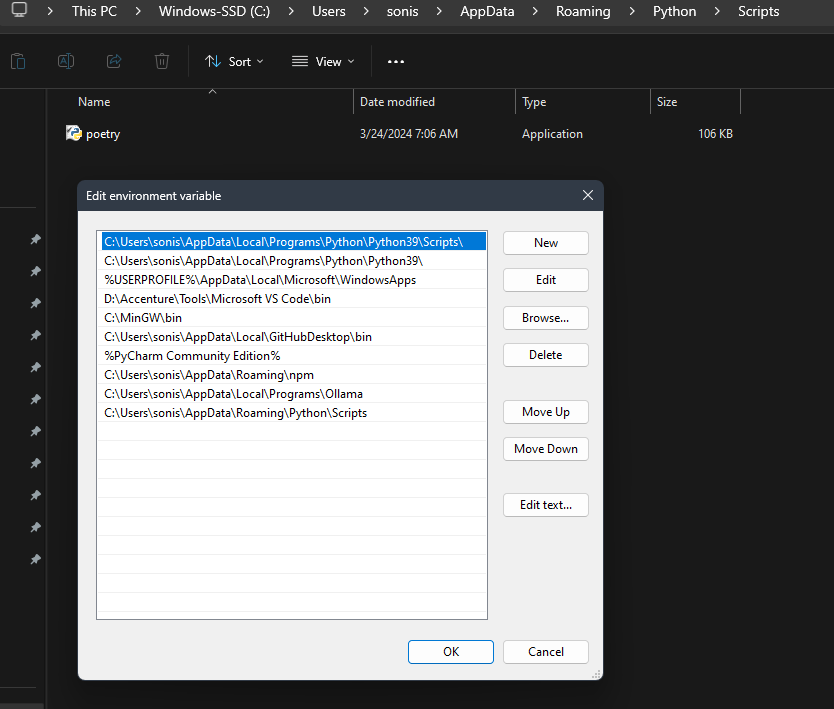 This PC > Windows-SSD (C:) > Users > sonis > AppData > Roaming > Python > Scripts
Sort View ...
Name Date modified Type Size
poetry 3/24/2024 7:06 AM Application 106 KB
Edit environment variable
C:\Users\sonis\AppData\Local\Programs\Python\Python39\Scripts\
C:\Users\sonis\AppData\Local\Programs\Python\Python39\
%USERPROFILE%\AppData\Local\Microsoft\WindowsApps
D:\Accenture\Tools\Microsoft VS Code\bin
C:\MinGW\bin
C:\Users\sonis\AppData\Local\GitHubDesktop\bin
%PyCharm Community Edition%
C:\Users\sonis\AppData\Roaming\npm
C:\Users\sonis\AppData\Local\Programs\Ollama
C:\Users\sonis\AppData\Roaming\Python\Scripts
New
Edit
Browse...
Delete
Move Up
Move Down
Edit text...
OK Cancel